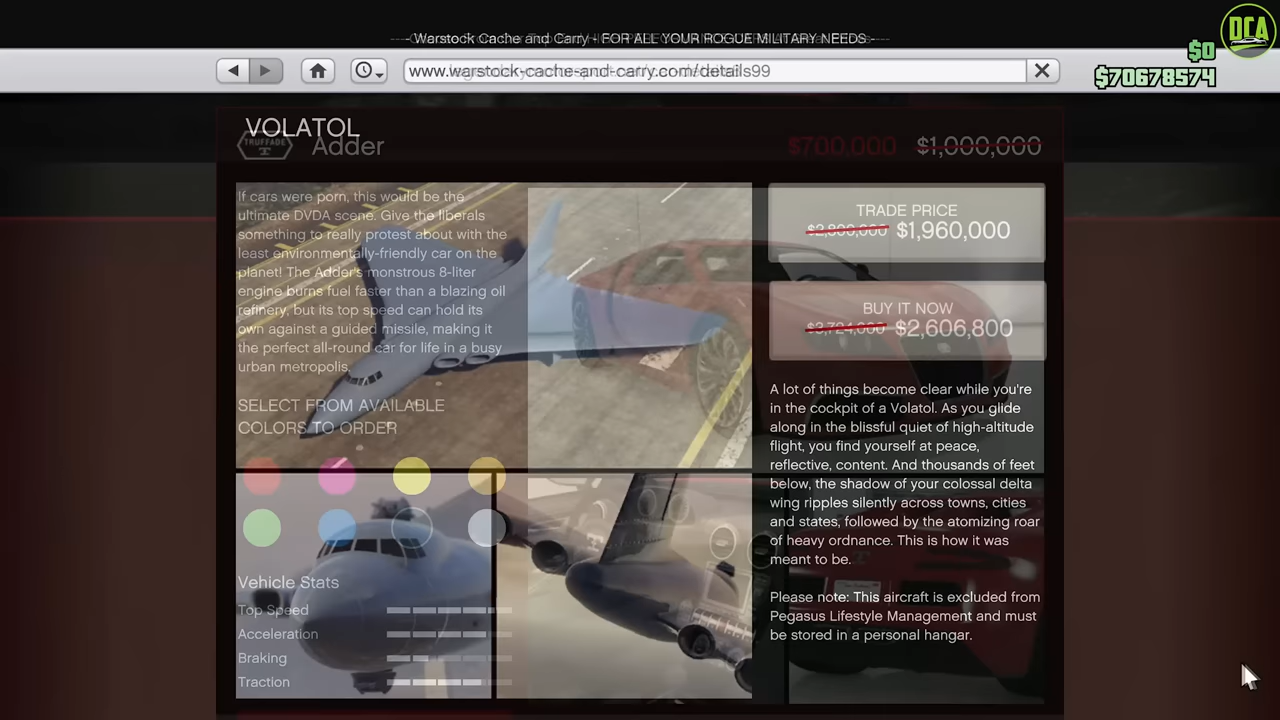 - Warstock Cache and Carry - FOR ALL YOUR ROGUE MILITARY NEEDS -
DCA
$0
www.warstock-cache-and-carry.com/details99
$70678574
VOLATOL
TRUFFADE
Adder
$700,000 $1,000,000
If cars were porn, this would be the
ultimate DVDA scene. Give the liberals
something to really protest about with the
least environmentally-friendly car on the
planet! The Adder's monstrous 8-liter
engine burns fuel faster than a blazing oil
refinery, but its top speed can hold its
own against a guided missile, making it
the perfect all-round car for life in a busy
urban metropolis.
SELECT FROM AVAILABLE
COLORS TO ORDER
Vehicle Stats
Top Speed
Acceleration
Braking
Traction
TRADE PRICE
$2,800,000 $1,960,000
BUY IT NOW
$3,724,000 $2,606,800
A lot of things become clear while you're
in the cockpit of a Volatol. As you glide
along in the blissful quiet of high-altitude
flight, you find yourself at peace,
reflective, content. And thousands of feet
below, the shadow of your colossal delta
wing ripples silently across towns, cities
and states, followed by the atomizing roar
of heavy ordnance. This is how it was
meant to be.
Please note: This aircraft is excluded from
Pegasus Lifestyle Management and must
be stored in a personal hangar.